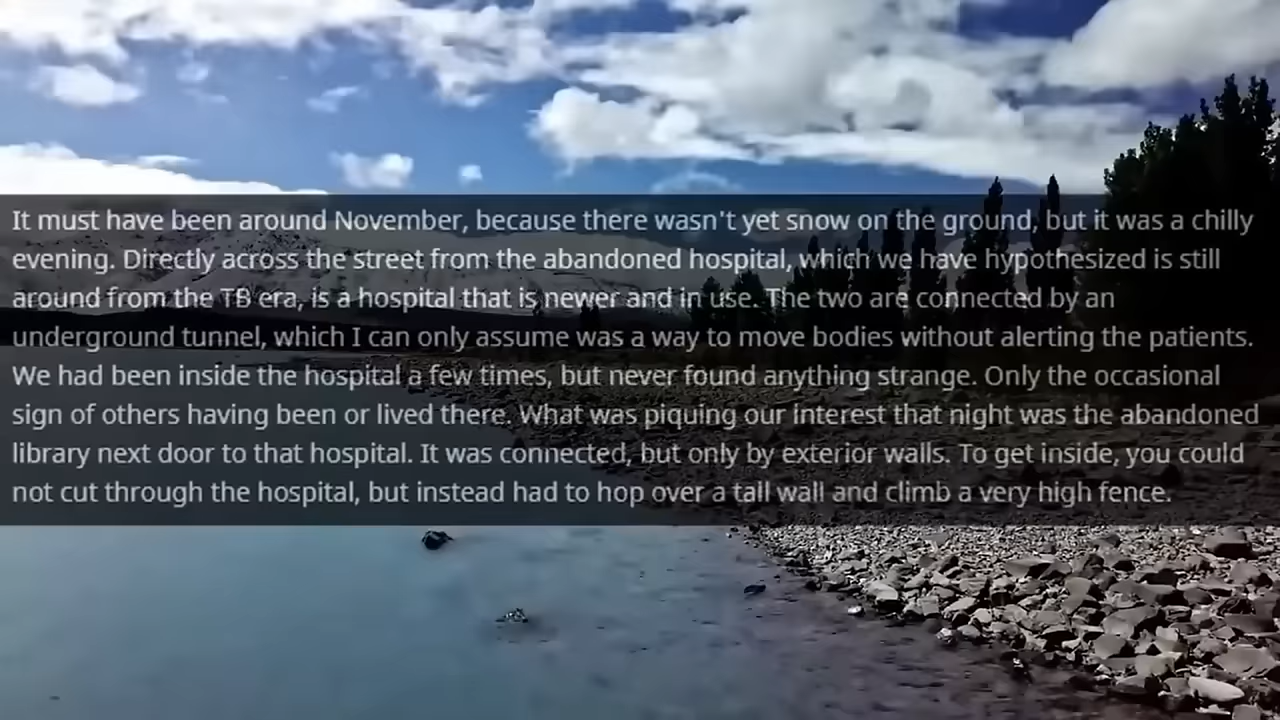 It must have been around November, because there wasn't yet snow on the ground, but it was a chilly
evening. Directly across the street from the abandoned hospital, which we have hypothesized is still
around from the TB era, is a hospital that is newer and in use. The two are connected by an
underground tunnel, which I can only assume was a way to move bodies without alerting the patients.
We had been inside the hospital a few times, but never found anything strange. Only the occasional
sign of others having been or lived there. What was piquing our interest that night was the abandoned
library next door to that hospital. It was connected, but only by exterior walls. To get inside, you could
not cut through the hospital, but instead had to hop over a tall wall and climb a very high fence.